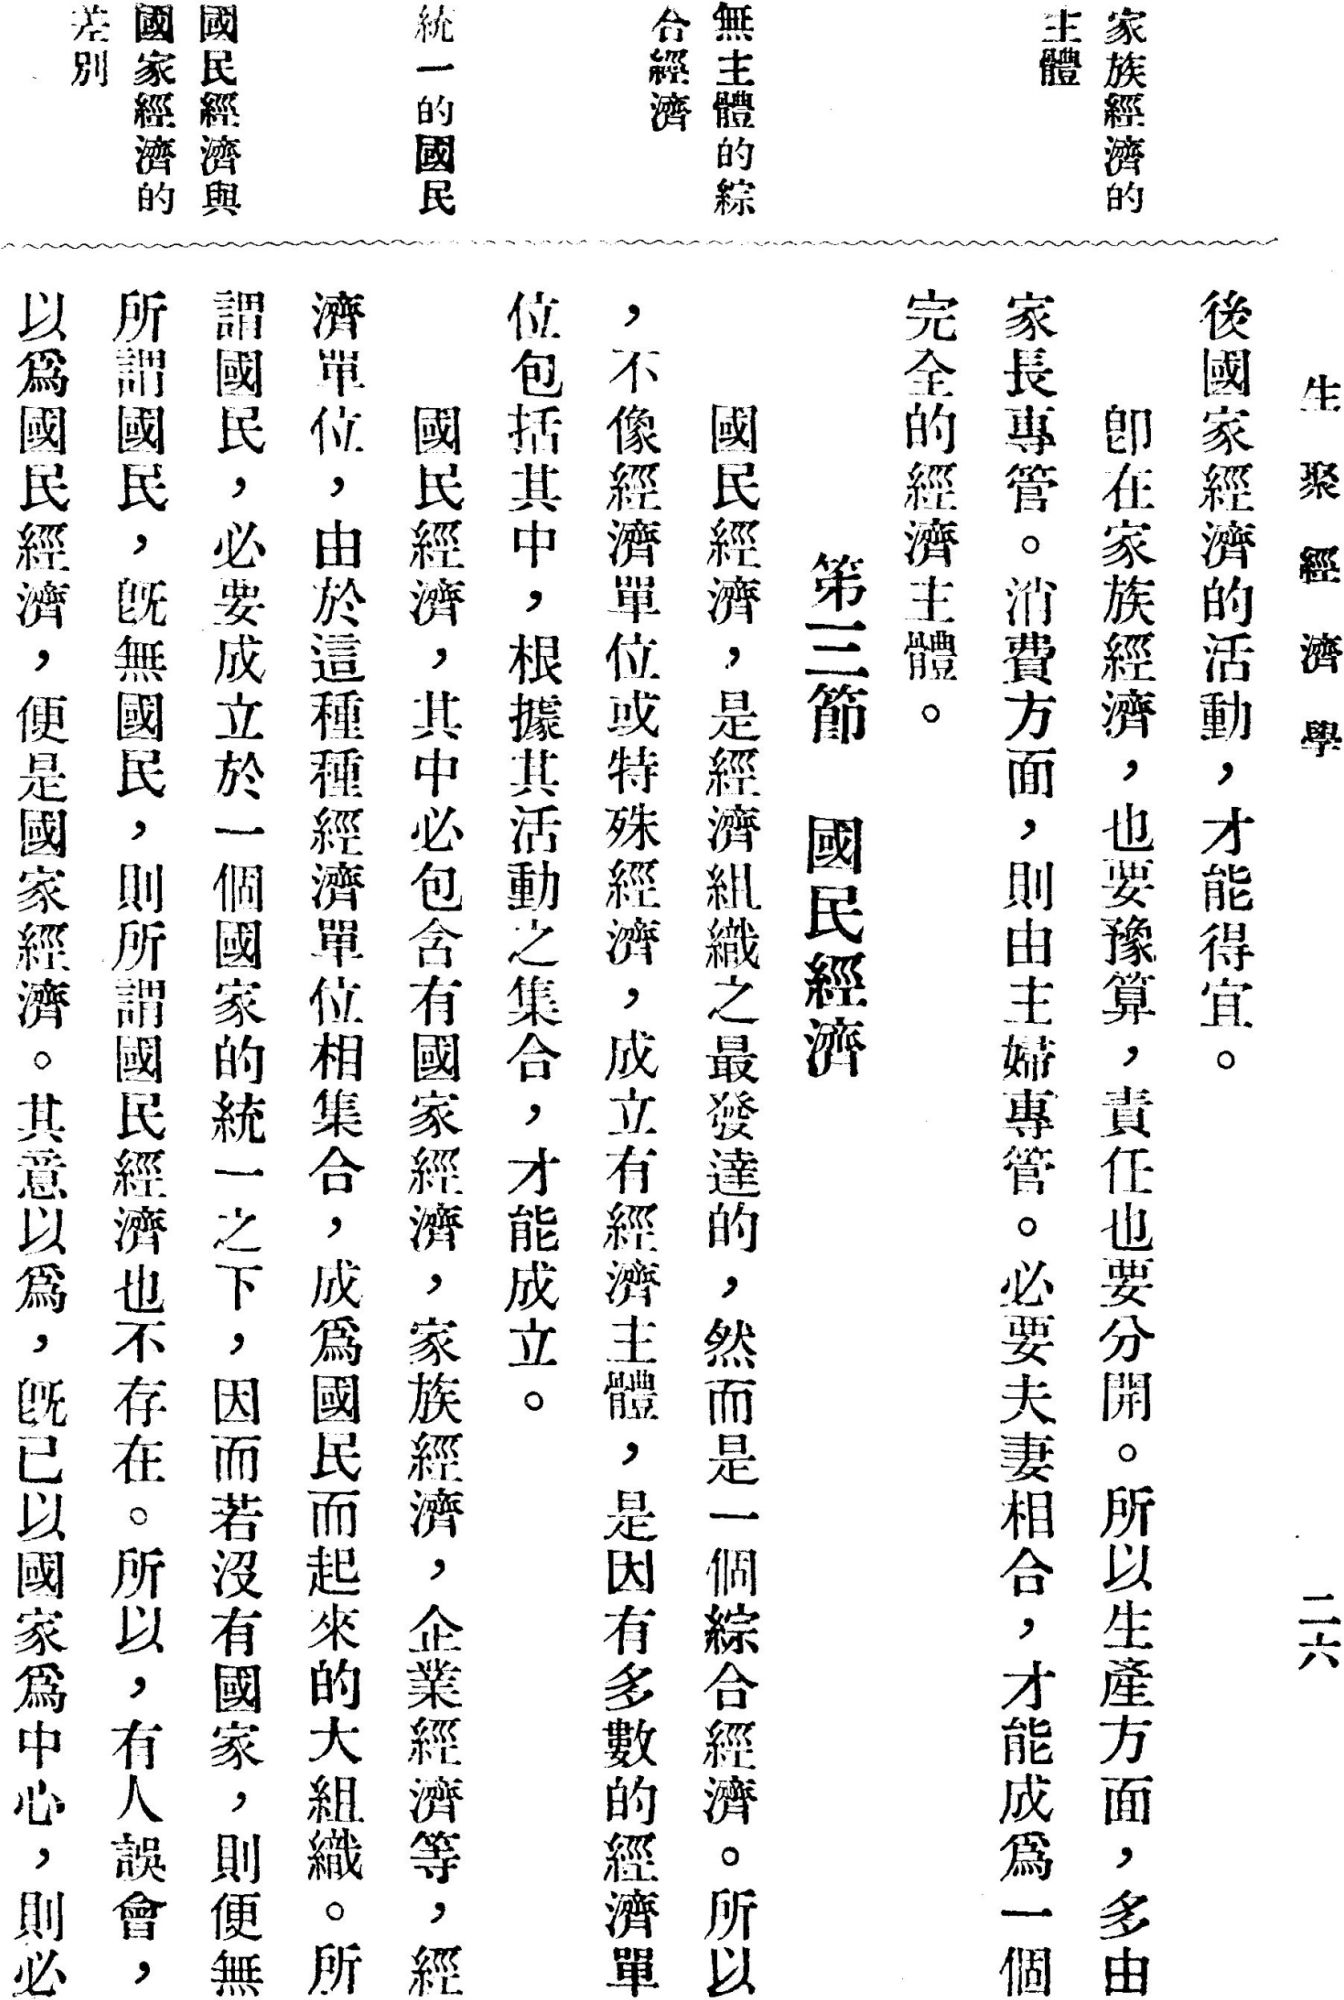 生聚經濟學
二六
家族經濟的
主體
無主體的綜
合經濟
統一的國民
國民經濟與
國家經濟的
差別
後國家經濟的活動，才能得宜。
卽在家族經濟，也要豫算，責任也要分開。所以生產方面，多由
家長專管。消費方面，則由主婦專管。必要夫妻相合，才能成爲一個
完全的經濟主體。
第三節　國民經濟
國民經濟，是經濟組織之最發達的，然而是一個綜合經濟。所以
，不像經濟單位或特殊經濟，成立有經濟主體，是因有多數的經濟單
位包括其中，根據其活動之集合，才能成立。
國民經濟，其中必包含有國家經濟，家族經濟，企業經濟等，經
濟單位，由於這種種經濟單位相集合，成爲國民而起來的大組織。所
謂國民，必要成立於一個國家的統一之下，因而若沒有國家，則便無
所謂國民，旣無國民，則所謂國民經濟也不存在。所以，有人誤會，
以爲國民經濟，便是國家經濟。其意以爲，旣已以國家爲中心，則必